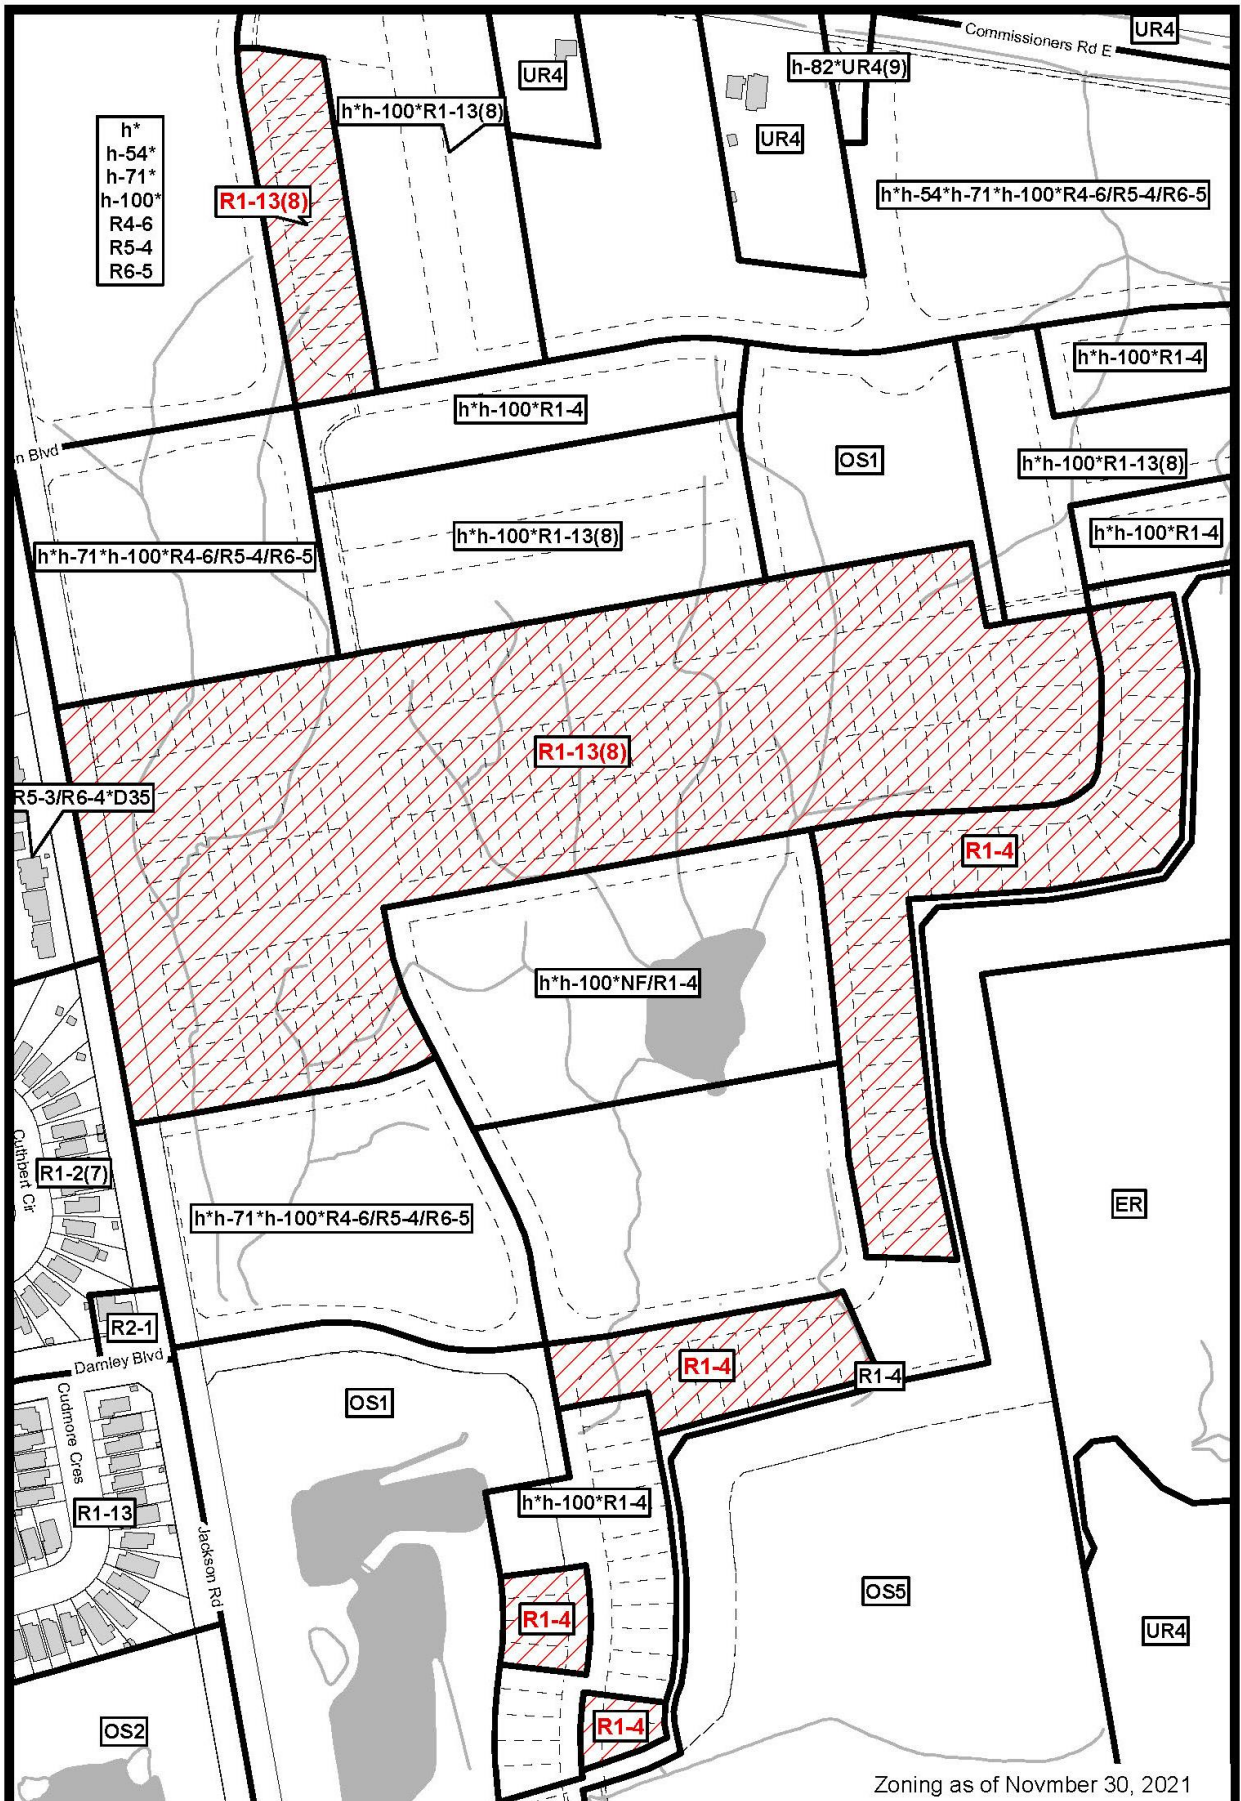 UR4
Commissioners Rd E
UR4
h-82*UR4(9)
h*h-100*R1-13(8)
h*
h-54*
h-71*
h-100*
R4-6
R5-4
R6-5
UR4
R1-13(8)
h*h-54*h-71*h-100*R4-6/R5-4/R6-5
h*h-100*R1-4
h*h-100*R1-4
n Blvd
OS1
h*h-100*R1-13(8)
h*h-100*R1-13(8)
h*h-100*R1-4
h*h-71*h-100*R4-6/R5-4/R6-5
R1-13(8)
R5-3/R6-4*D35
R1-4
h*h-100*NF/R1-4
Cuthbert Cir
R1-2(7)
h*h-71*h-100*R4-6/R5-4/R6-5
ER
R2-1
Darnley Blvd
R1-4
R1-4
OS1
Cudmore Cres
h*h-100*R1-4
R1-13
Jackson Rd
OS5
R1-4
UR4
R1-4
OS2
Zoning as of Novmber 30, 2021